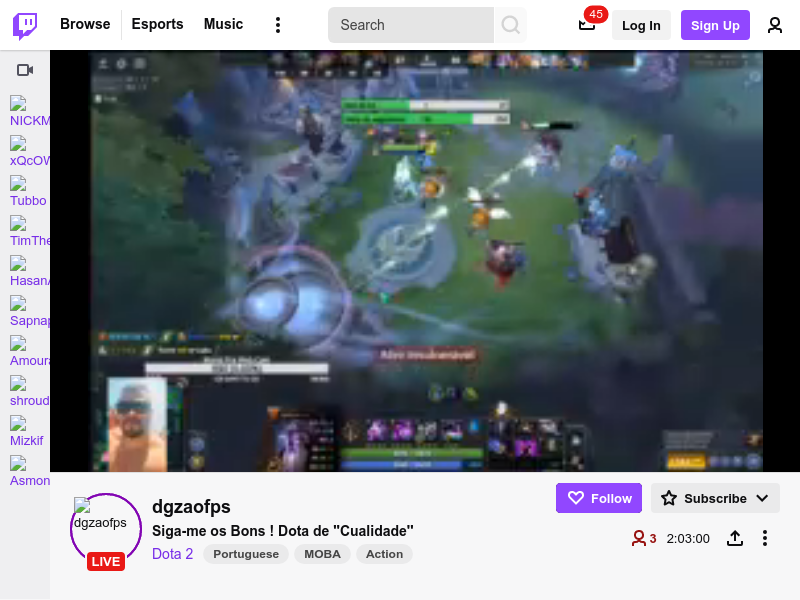 Browse
Esports
Music
Search
45
Log In
Sign Up
NICKM
xQcOW
Tubbo
TimThe
HasanA
Sapnap
Amoura
shroud
Mizkif
Asmon
Alvo Invulnerável
dgzaofps
LIVE
dgzaofps
Siga-me os Bons ! Dota de "Cualidade"
Dota 2
Portuguese
MOBA
Action
Follow
Subscribe
3
2:03:00